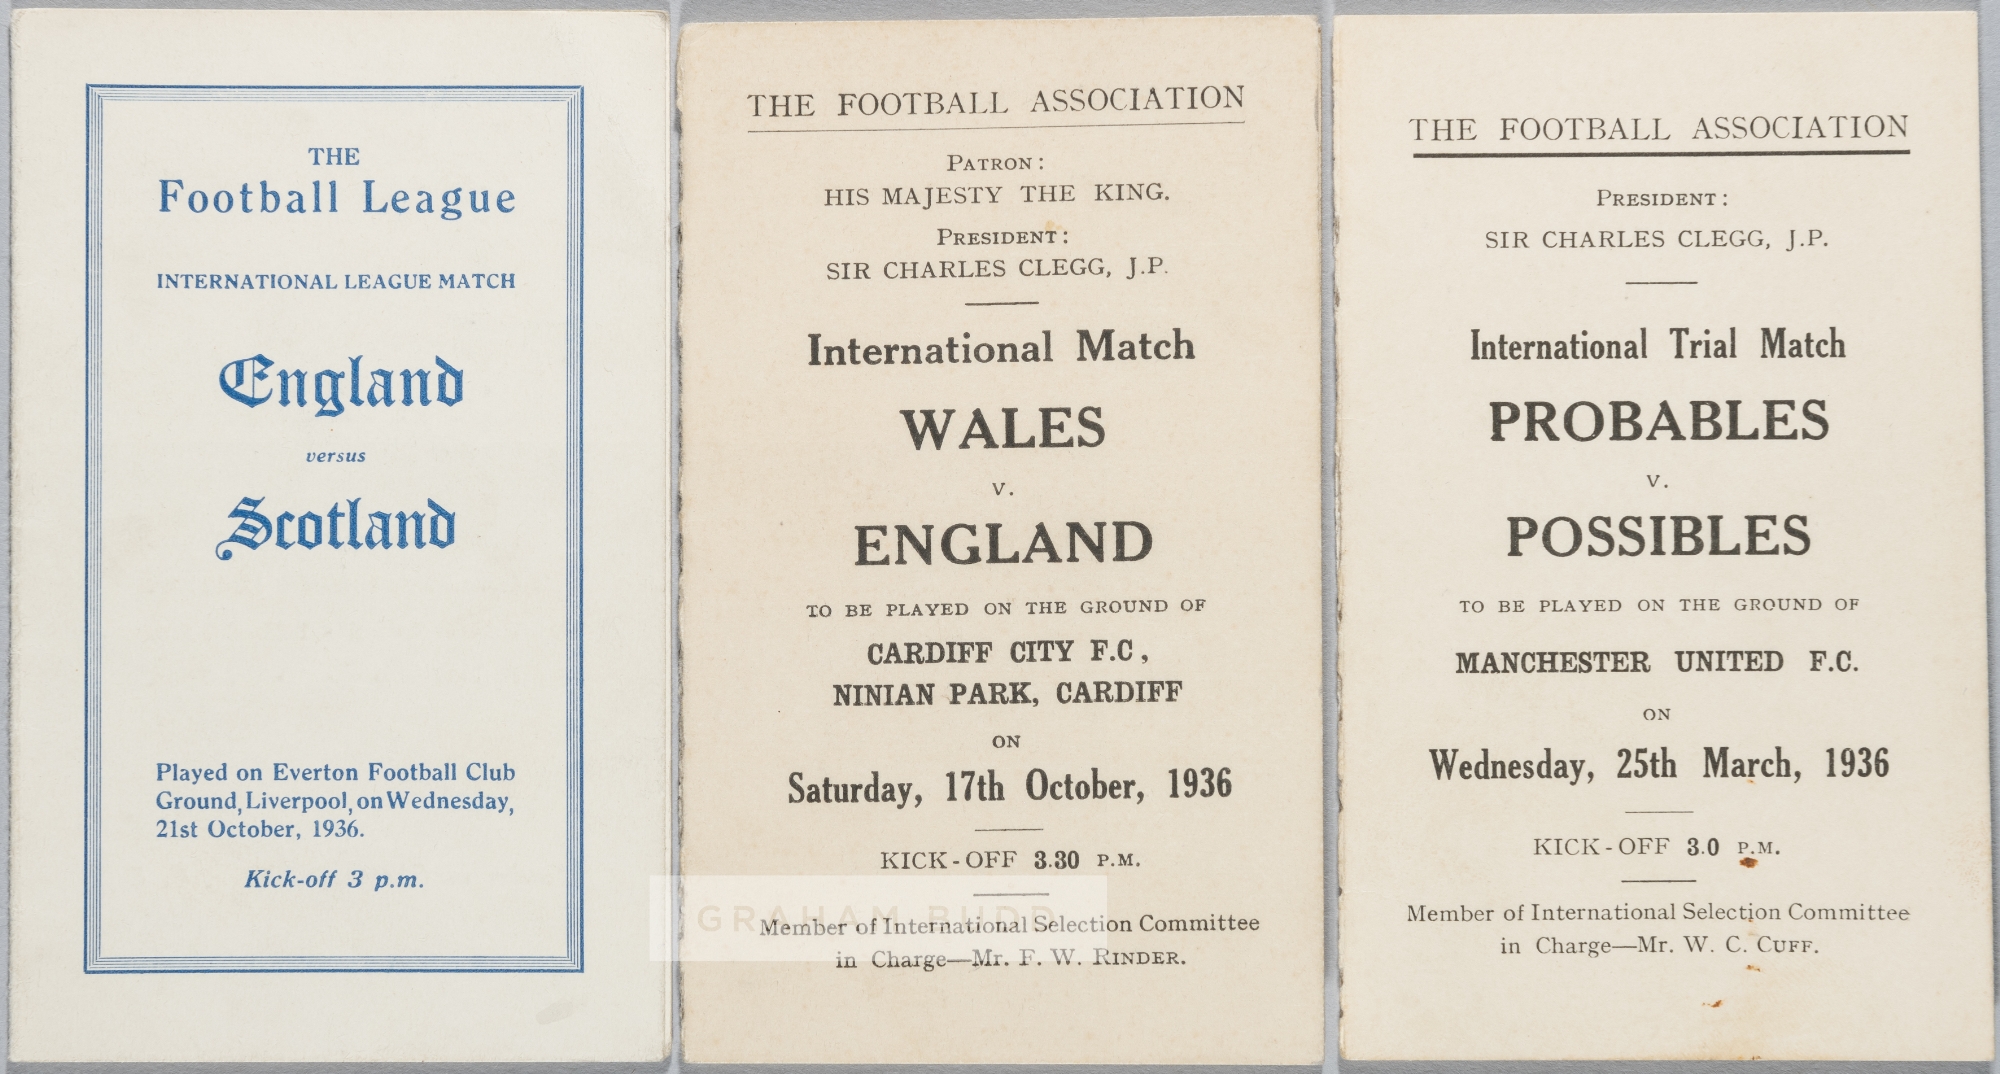 THE
Football League
INTERNATIONAL LEAGUE MATCH
England
versus
Scotland
Played on Everton Football Club
Ground, Liverpool, on Wednesday,
21st October, 1936.
Kick-off 3 p.m.
THE FOOTBALL ASSOCIATION
PATRON:
HIS MAJESTY THE KING.
PRESIDENT:
SIR CHARLES CLEGG, J.P.
International Match
WALES
v.
ENGLAND
TO BE PLAYED ON THE GROUND OF
CARDIFF CITY F.C,
NINIAN PARK, CARDIFF
ON
Saturday, 17th October, 1936
KICK-OFF 3.30 P.M.
GRAHAM BUDD
Member of International Selection Committee
in Charge—Mr. F. W. RINDER.
THE FOOTBALL ASSOCIATION
PRESIDENT:
SIR CHARLES CLEGG, J.P.
International Trial Match
PROBABLES
v.
POSSIBLES
TO BE PLAYED ON THE GROUND OF
MANCHESTER UNITED F.C.
ON
Wednesday, 25th March, 1936
KICK-OFF 3.0 P.M.
Member of International Selection Committee
in Charge—Mr. W. C. CUFF.